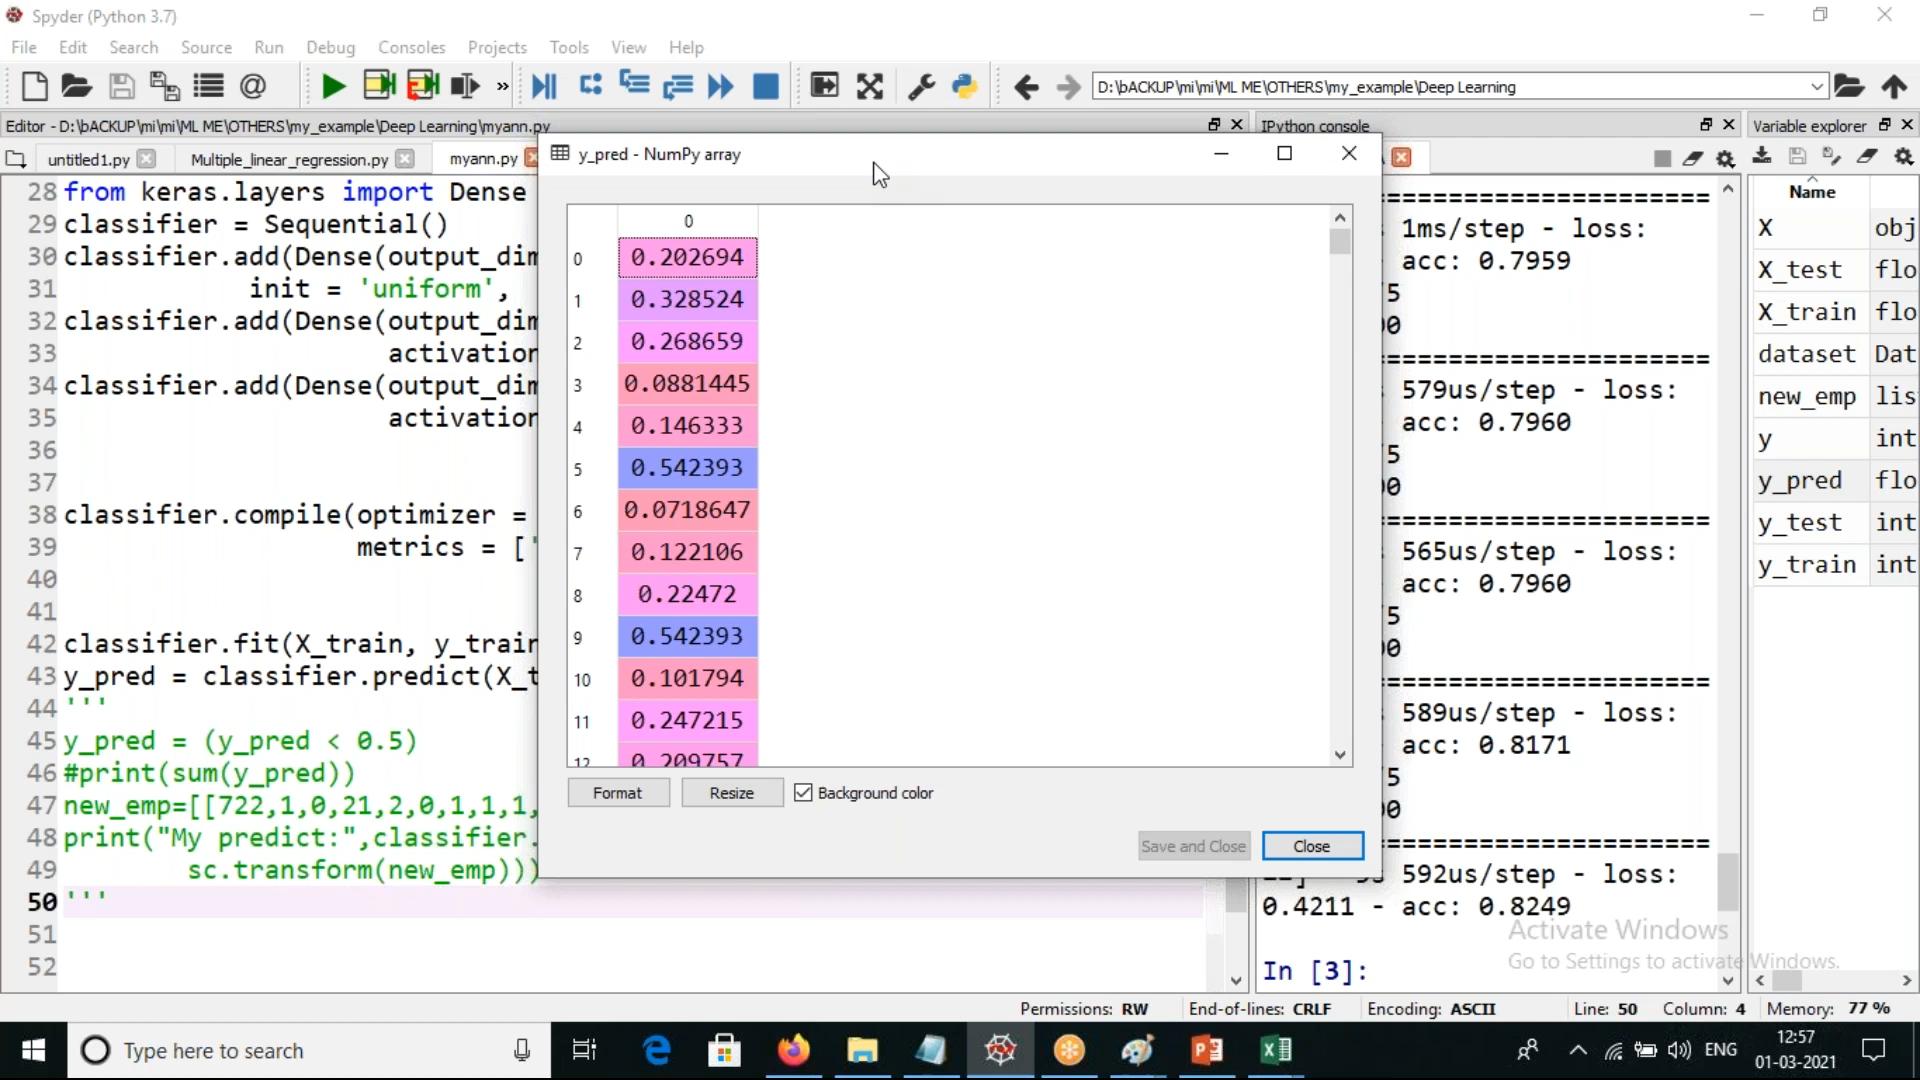 Spyder (Python 3.7)
File Edit Search Source Run Debug Consoles Projects Tools View Help
D:\bACKUP\mi\mi\ML ME\OTHERS\my_example\Deep Learning
Editor - D:\bACKUP\mi\mi\ML ME\OTHERS\my_example\Deep Learning\myann.py
untitled1.py Multiple_linear_regression.py myann.py
28 from keras.layers import Dense
29 classifier = Sequential()
30 classifier.add(Dense(output_dim
31 init = 'uniform',
32 classifier.add(Dense(output_dim
33 activation
34 classifier.add(Dense(output_dim
35 activation
36
37
38 classifier.compile(optimizer =
39 metrics = ['
40
41
42 classifier.fit(X_train, y_train
43 y_pred = classifier.predict(X_t
44 '''
45 y_pred = (y_pred < 0.5)
46 #print(sum(y_pred))
47 new_emp=[[722,1,0,21,2,0,1,1,1,
48 print("My predict:",classifier.
49 sc.transform(new_emp)))
50 '''
51
52
y_pred - NumPy array
0
0 0.202694
1 0.328524
2 0.268659
3 0.0881445
4 0.146333
5 0.542393
6 0.0718647
7 0.122106
8 0.22472
9 0.542393
10 0.101794
11 0.247215
12 0.209757
Format Resize Background color
Save and Close Close
IPython console
1ms/step - loss:
acc: 0.7959
579us/step - loss:
acc: 0.7960
565us/step - loss:
acc: 0.7960
589us/step - loss:
acc: 0.8171
592us/step - loss:
0.4211 - acc: 0.8249
In [3]:
Variable explorer
Name
X obj
X_test flo
X_train flo
dataset Dat
new_emp lis
y int
y_pred flo
y_test int
y_train int
Activate Windows
Go to Settings to activate Windows.
Permissions: RW End-of-lines: CRLF Encoding: ASCII Line: 50 Column: 4 Memory: 77 %
Type here to search
ENG
12:57
01-03-2021